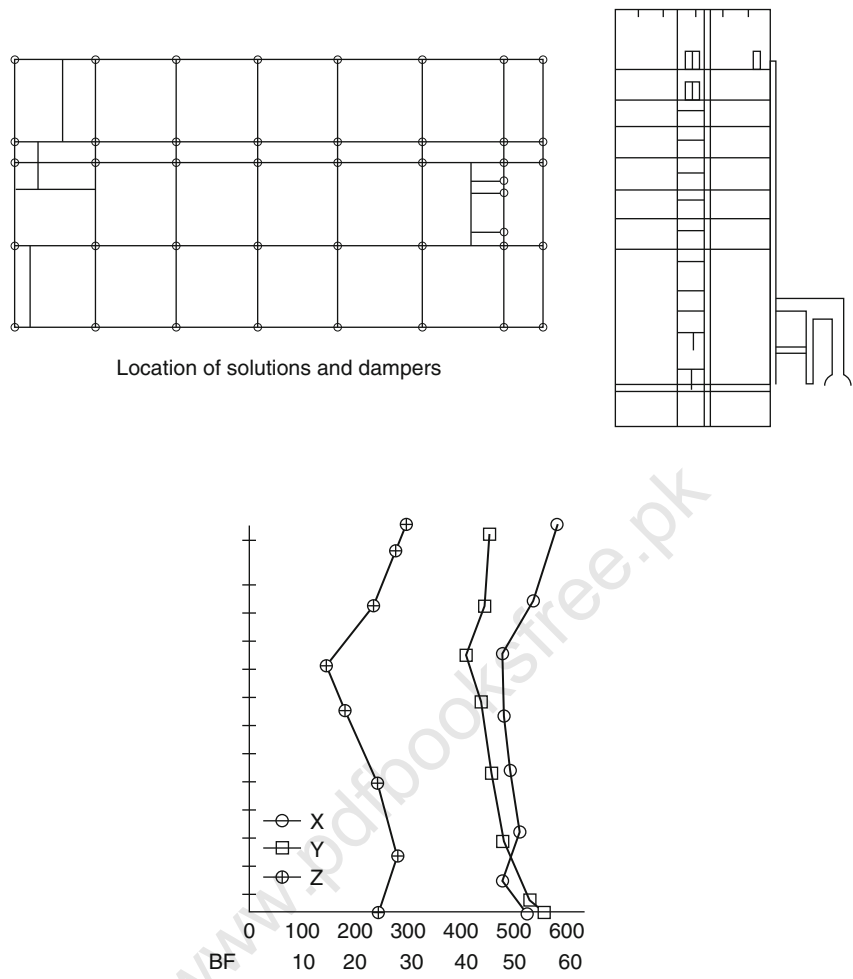 Location of solutions and dampers
X
Y
Z
0 100 200 300 400 500 600
BF 10 20 30 40 50 60
www.pdfbooksfree.pk